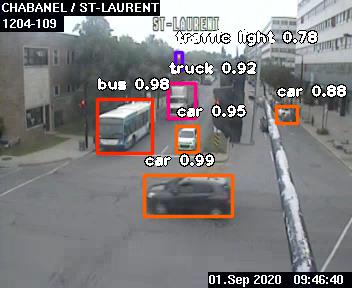 CHABANEL / ST-LAURENT
ST-LAURENT
1204-109
traffic light 0.78
truck 0.92
bus 0.98
car 0.88
car 0.95
car 0.99
01.Sep 2020 09:46:40